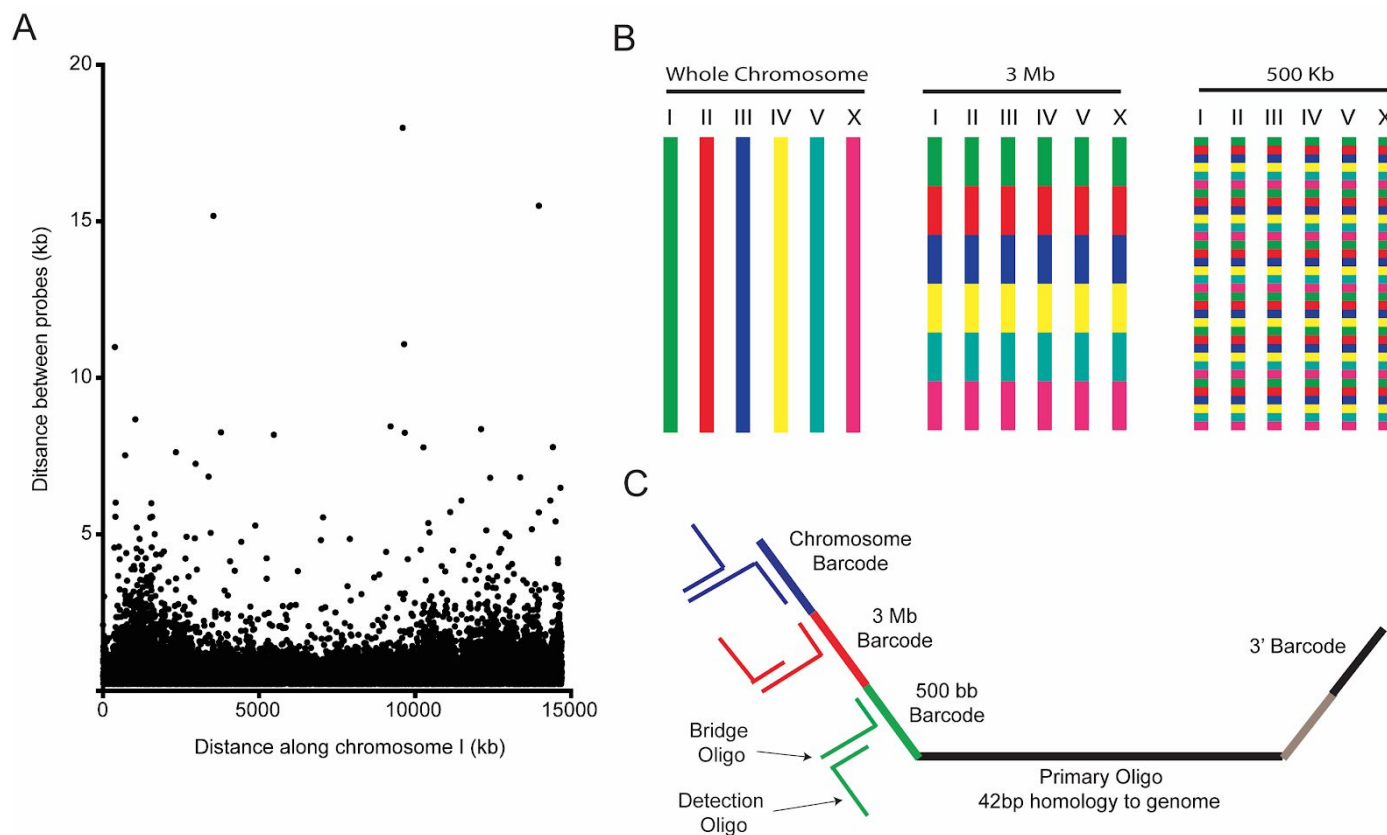 A
Ditsance between probes (kb)
20
15
10
5
0
0
5000
10000
15000
Distance along chromosome I (kb)
B
Whole Chromosome
I II III IV V X
3 Mb
I II III IV V X
500 Kb
I II III IV V X
C
Chromosome
Barcode
3 Mb
Barcode
500 bb
Barcode
Bridge
Oligo
Detection
Oligo
3' Barcode
Primary Oligo
42bp homology to genome